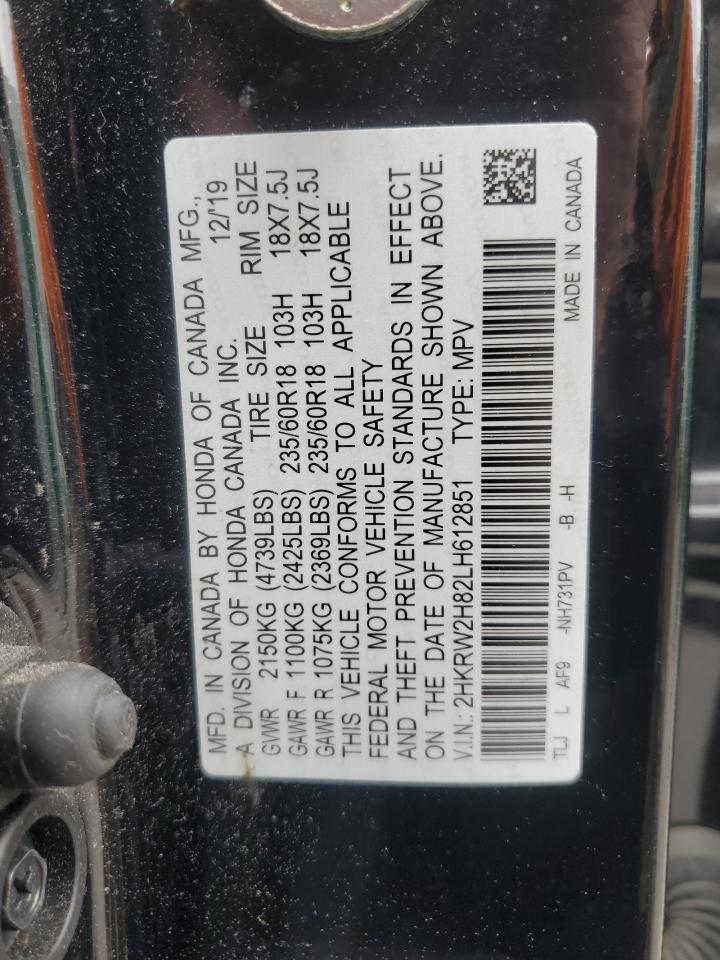 MFD. IN CANADA BY HONDA OF CANADA MFG.,
A DIVISION OF HONDA CANADA INC. 12/'19
GVWR 2150KG (4739LBS) TIRE SIZE RIM SIZE
GAWR F 1100KG (2425LBS) 235/60R18 103H 18X7.5J
GAWR R 1075KG (2369LBS) 235/60R18 103H 18X7.5J
THIS VEHICLE CONFORMS TO ALL APPLICABLE
FEDERAL MOTOR VEHICLE SAFETY
AND THEFT PREVENTION STANDARDS IN EFFECT
ON THE DATE OF MANUFACTURE SHOWN ABOVE.
V.I.N.: 2HKRW2H82LH612851 TYPE: MPV
TLJ L AF9 -NH731PV -B -H MADE IN CANADA